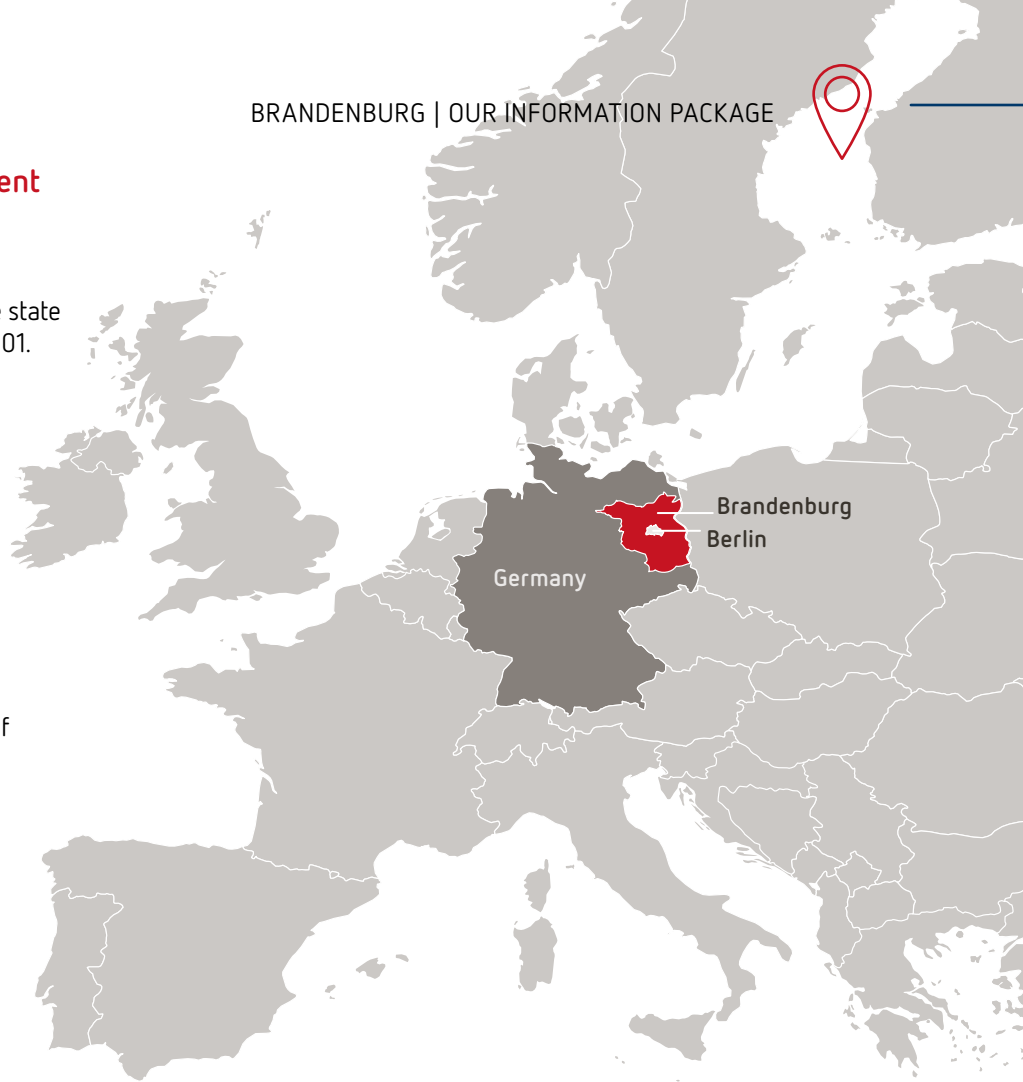 BRANDENBURG | OUR INFORMATION PACKAGE
ent
state
01.
f
Brandenburg
Berlin
Germany